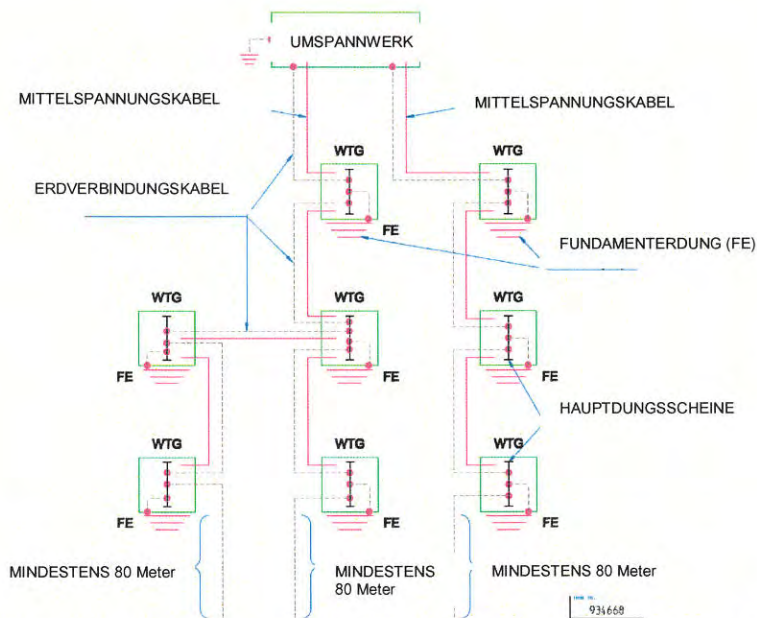 UMSPANNWERK
MITTELSPANNUNGSKABEL
MITTELSPANNUNGSKABEL
WTG
WTG
ERDVERBINDUNGSKABEL
FE
FUNDAMENTERDUNG (FE)
WTG
WTG
WTG
FE
FE
FE
HAUPTDUNGSSCHEINE
WTG
WTG
WTG
FE
FE
FE
MINDESTENS 80 Meter
MINDESTENS
80 Meter
MINDESTENS 80 Meter
934668